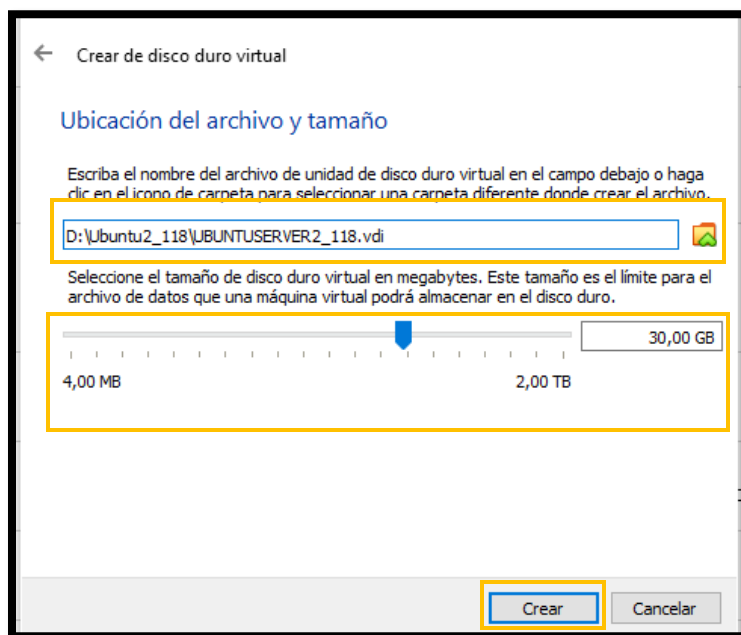 Crear de disco duro virtual
Ubicación del archivo y tamaño
Escriba el nombre del archivo de unidad de disco duro virtual en el campo debajo o haga
clic en el icono de carpeta para seleccionar una carpeta diferente donde crear el archivo.
D:\Ubuntu2_118\UBUNTUSERVER2_118.vdi
Seleccione el tamaño de disco duro virtual en megabytes. Este tamaño es el límite para el
archivo de datos que una máquina virtual podrá almacenar en el disco duro.
30,00 GB
4,00 MB 2,00 TB
Crear Cancelar